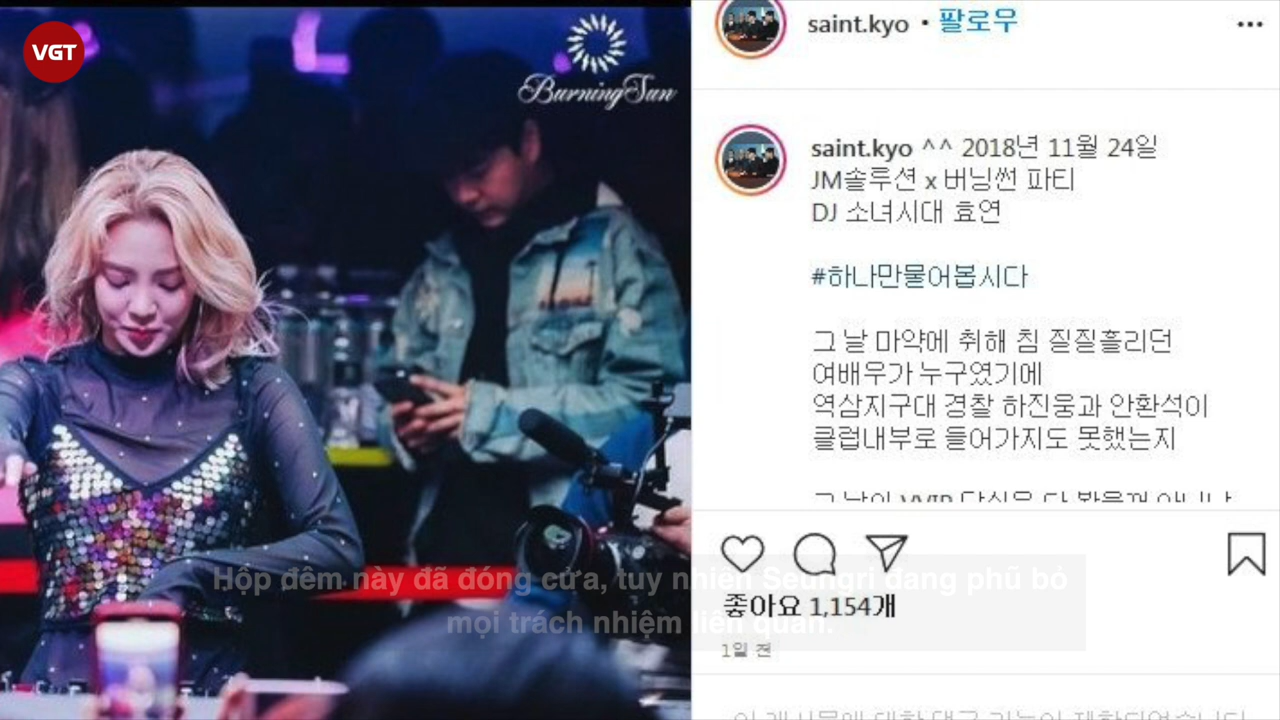 VGT
BurningSun
saint.kyo • 팔로우
saint.kyo ^^ 2018년 11월 24일
JM솔루션 x 버닝썬 파티
DJ 소녀시대 효연
#하나만물어봅시다
그 날 마약에 취해 침 질질흘리던
여배우가 누구였기에
역삼지구대 경찰 하진웅과 안환석이
클럽내부로 들어가지도 못했는지
좋아요 1,154개
1일 전
Hộp đêm này đã đóng cửa, tuy nhiên Seungri đang phũ bỏ
mọi trách nhiệm liên quan.